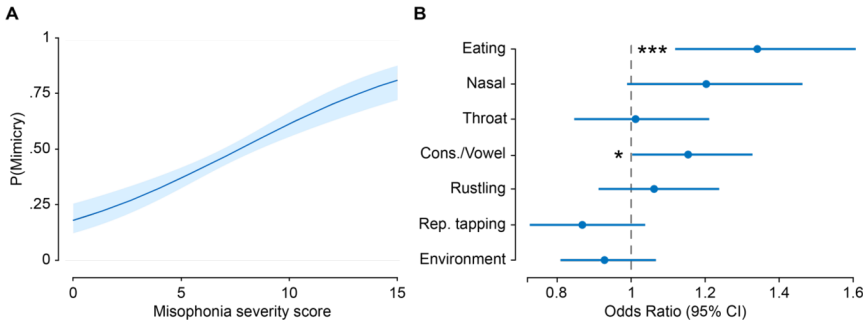 A
1
.75
.50
.25
0
P(Mimicry)
0 5 10 15
Misophonia severity score
B
Eating
Nasal
Throat
Cons./Vowel
Rustling
Rep. tapping
Environment
***
*
0.8 1 1.2 1.4 1.6
Odds Ratio (95% CI)